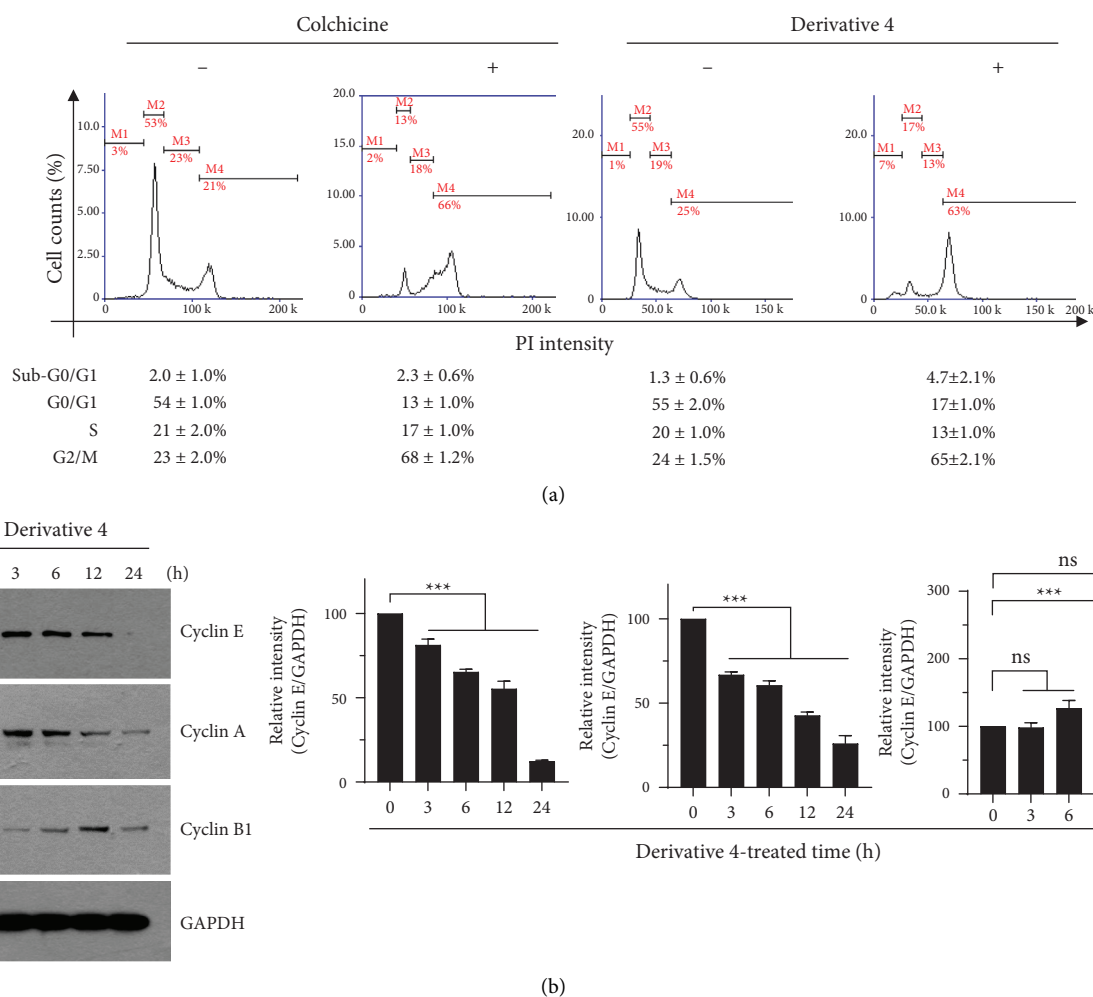 Colchicine
Derivative 4
−
+
−
+
Cell counts (%)
10.0
7.50
5.00
2.50
0
M1
3%
M2
53%
M3
23%
M4
21%
0
100 k
200 k
20.0
15.0
10.00
5.00
0
M1
2%
M2
13%
M3
18%
M4
66%
0
100 k
200 k
20.0
10.00
0
M1
1%
M2
55%
M3
19%
M4
25%
0
50.0 k
100 k
150 k
20.0
10.00
0
M1
7%
M2
17%
M3
13%
M4
63%
0
50.0 k
100 k
150 k
200 k
PI intensity
Sub-G0/G1 2.0 ± 1.0% 2.3 ± 0.6% 1.3 ± 0.6% 4.7±2.1%
G0/G1 54 ± 1.0% 13 ± 1.0% 55 ± 2.0% 17±1.0%
S 21 ± 2.0% 17 ± 1.0% 20 ± 1.0% 13±1.0%
G2/M 23 ± 2.0% 68 ± 1.2% 24 ± 1.5% 65±2.1%
(a)
Derivative 4
3 6 12 24 (h)
Cyclin E
Cyclin A
Cyclin B1
GAPDH
Relative intensity
(Cyclin E/GAPDH)
100
50
0
***
0 3 6 12 24
Relative intensity
(Cyclin E/GAPDH)
100
50
0
***
0 3 6 12 24
Relative intensity
(Cyclin E/GAPDH)
300
200
100
0
ns
***
ns
0 3 6
Derivative 4-treated time (h)
(b)